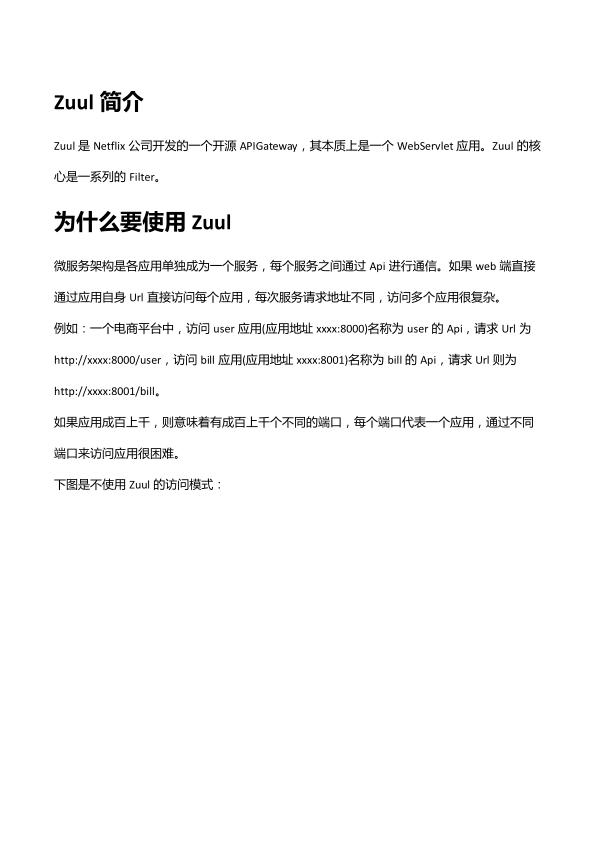 Zuul 简介
Zuul 是 Netflix 公司开发的一个开源 APIGateway，其本质上是一个 WebServlet 应用。Zuul 的核
心是一系列的 Filter。
为什么要使用 Zuul
微服务架构是各应用单独成为一个服务，每个服务之间通过 Api 进行通信。如果 web 端直接
通过应用自身 Url 直接访问每个应用，每次服务请求地址不同，访问多个应用很复杂。
例如：一个电商平台中，访问 user 应用(应用地址 xxxx:8000)名称为 user 的 Api，请求 Url 为
http://xxxx:8000/user，访问 bill 应用(应用地址 xxxx:8001)名称为 bill 的 Api，请求 Url 则为
http://xxxx:8001/bill。
如果应用成百上千，则意味着有成百上千个不同的端口，每个端口代表一个应用，通过不同
端口来访问应用很困难。
下图是不使用 Zuul 的访问模式：